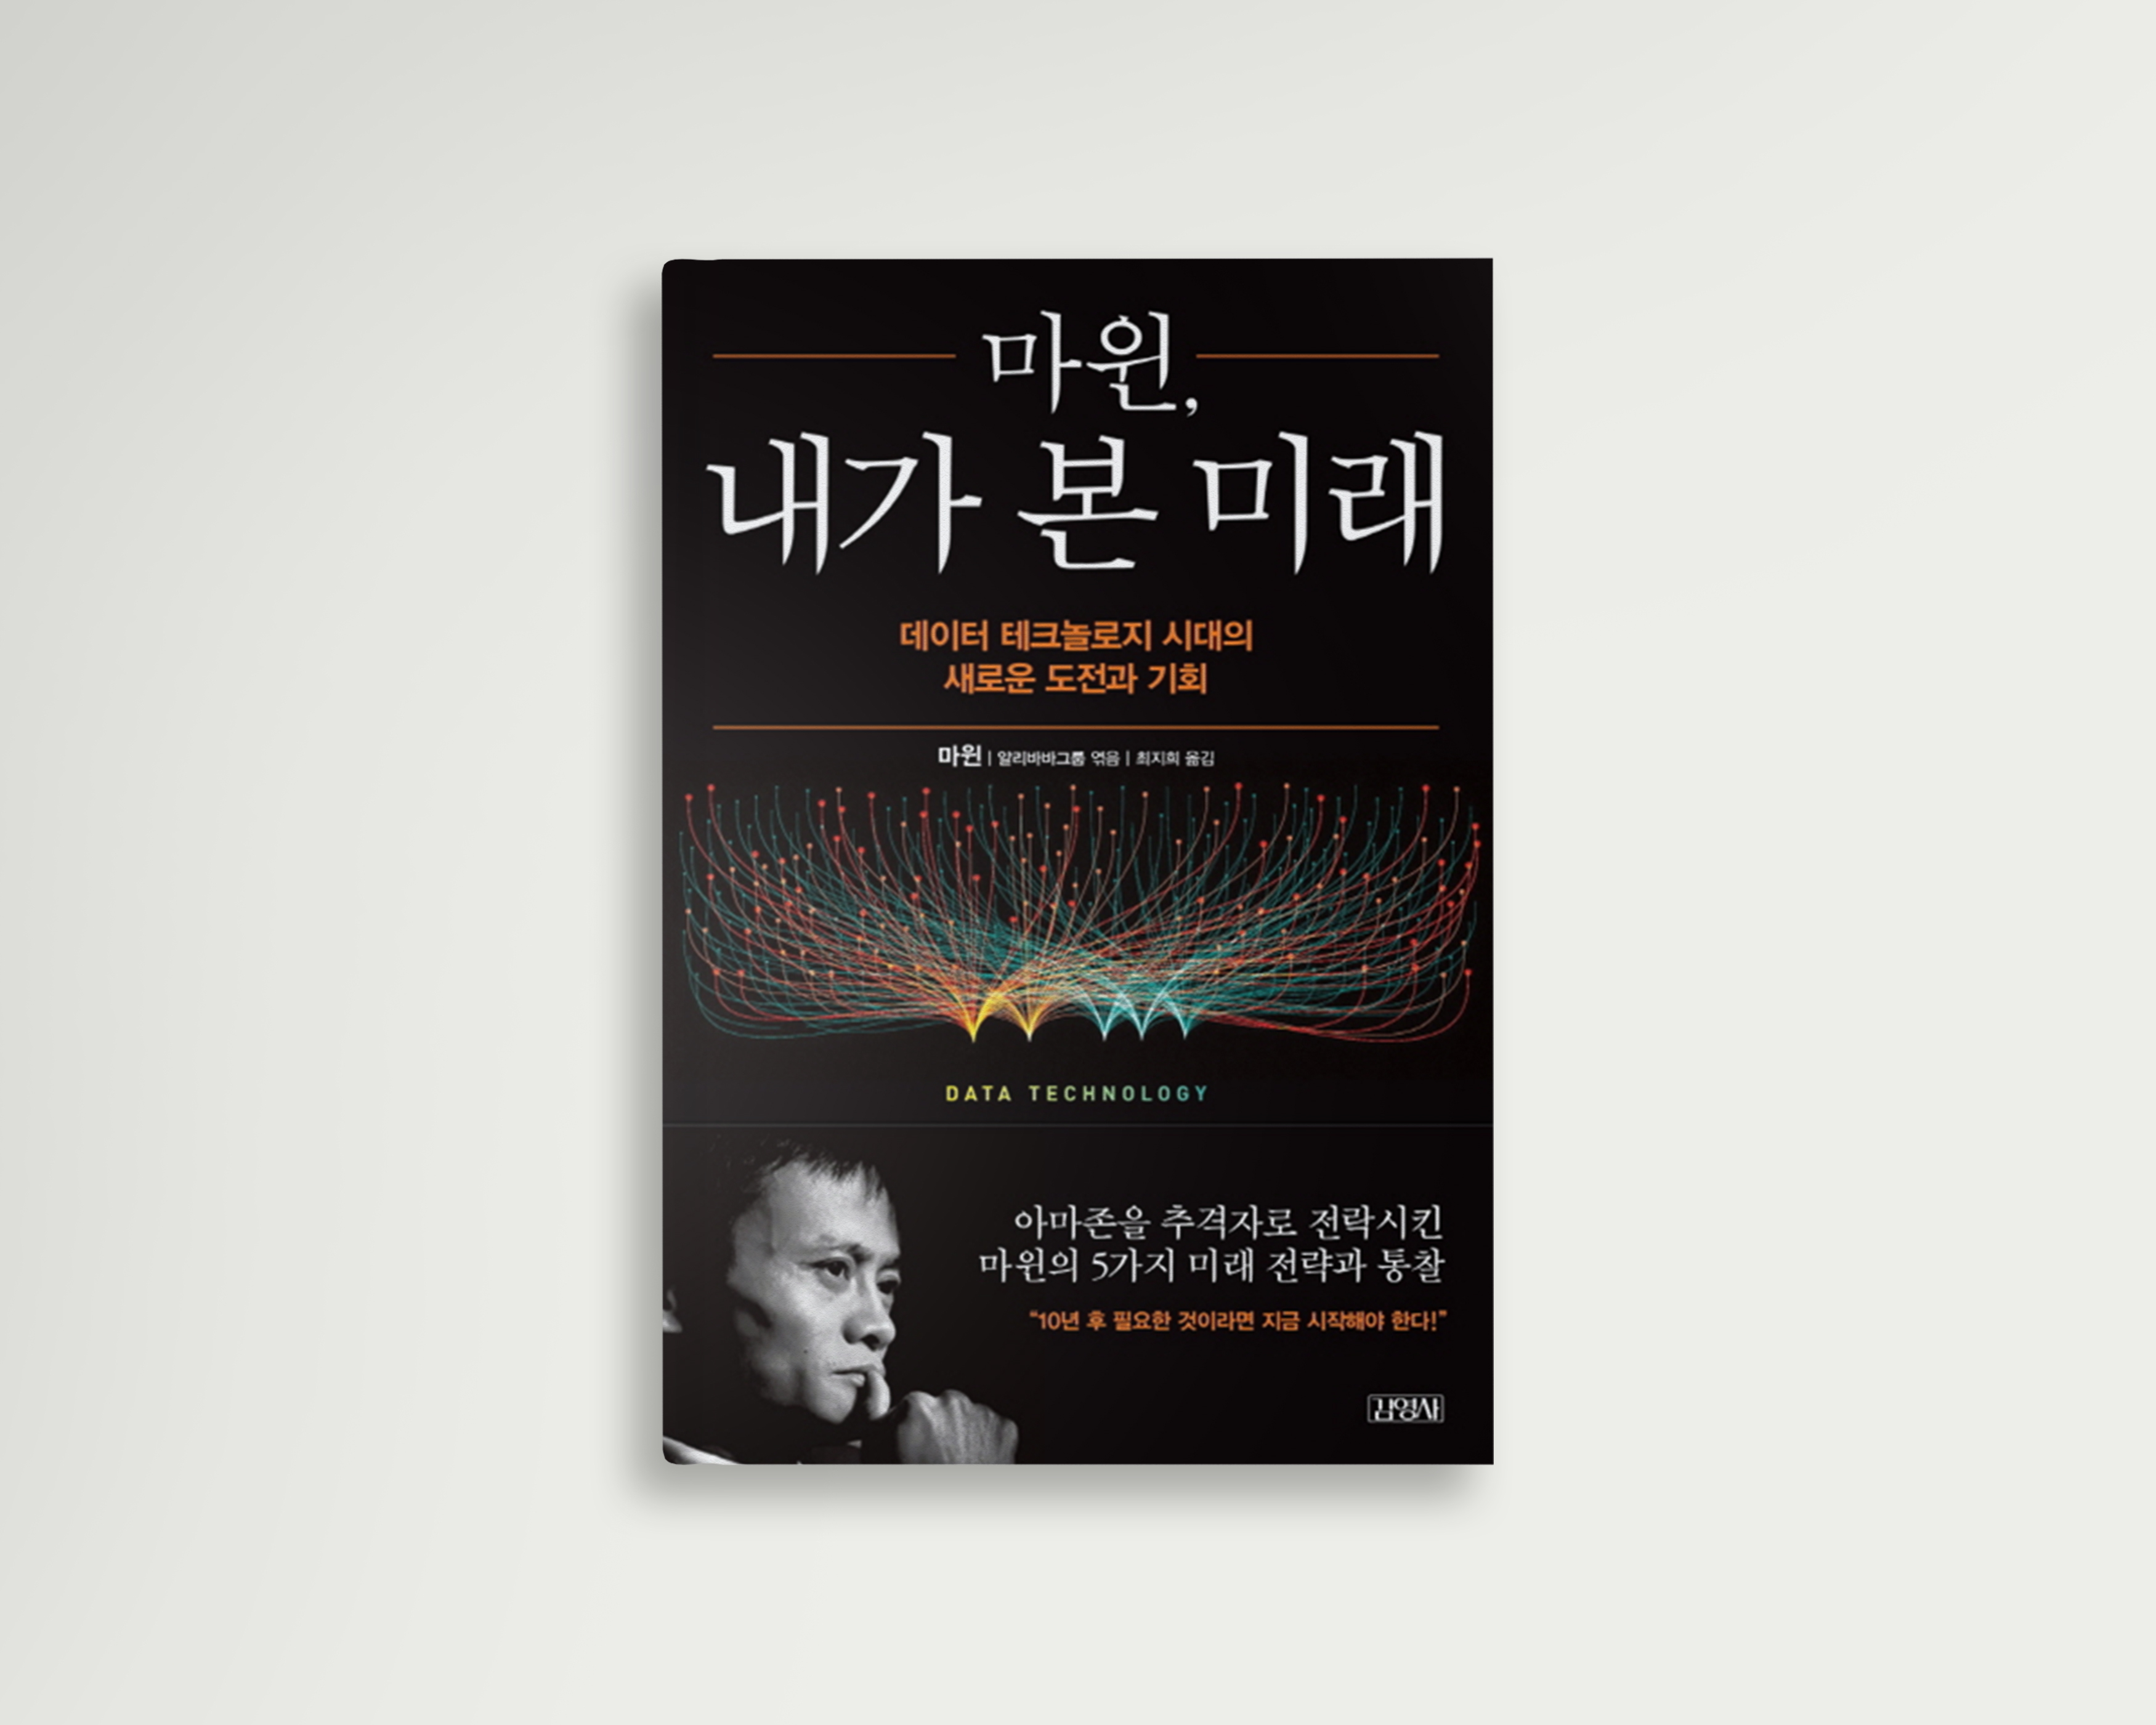 마윈,
내가 본 미래
데이터 테크놀로지 시대의
새로운 도전과 기회
마윈 | 알리바바그룹 엮음 | 최지희 옮김
DATA TECHNOLOGY
아마존을 추격자로 전락시킨
마윈의 5가지 미래 전략과 통찰
“10년 후 필요한 것이라면 지금 시작해야 한다!”
김영사